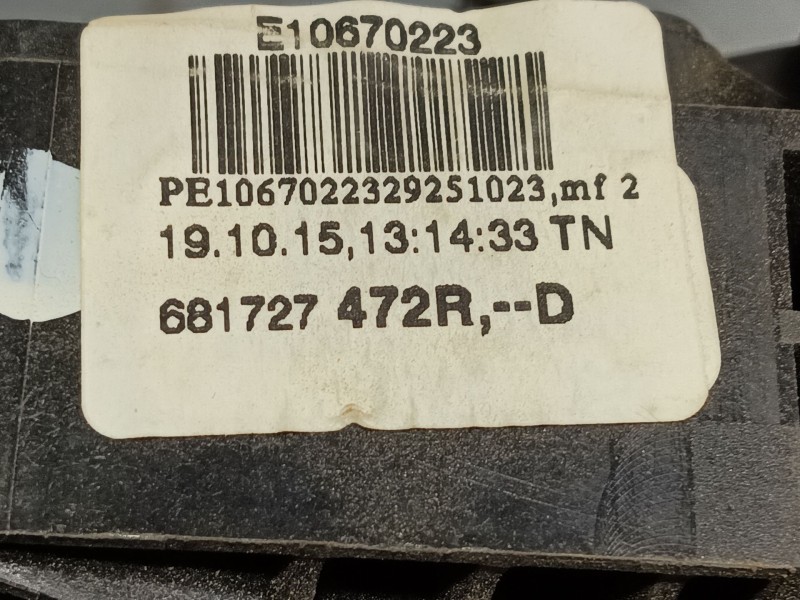 E10670223
PE1067022329251023,mf 2
19.10.15,13:14:33 TN
681727 472R,--D